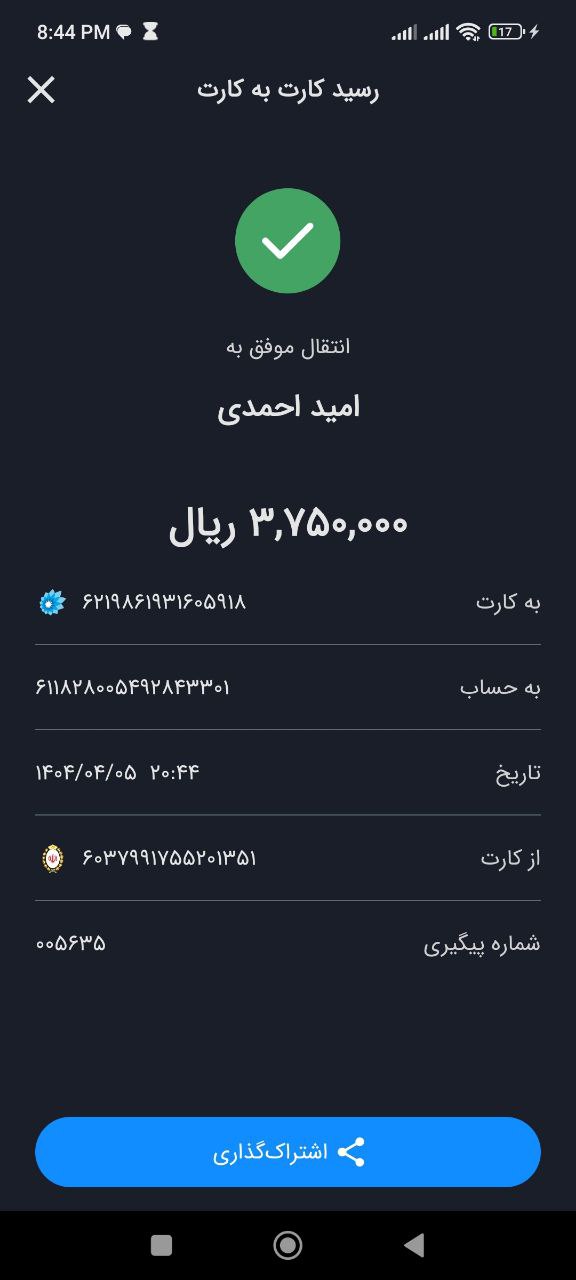 8:44 PM 17
رسید کارت به کارت
انتقال موفق به
امید احمدی
۳,۷۵۰,۰۰۰ ریال
به کارت ۶۲۱۹۸۶۱۹۳۱۶۰۵۹۱۸
به حساب ۶۱۱۸۲۸۰۰۵۴۹۲۸۴۳۳۰۱
تاریخ ۱۴۰۴/۰۴/۰۵ ۲۰:۴۴
از کارت ۶۰۳۷۹۹۱۷۵۵۲۰۱۳۵۱
شماره پیگیری ۰۰۵۶۳۵
اشتراک‌گذاری